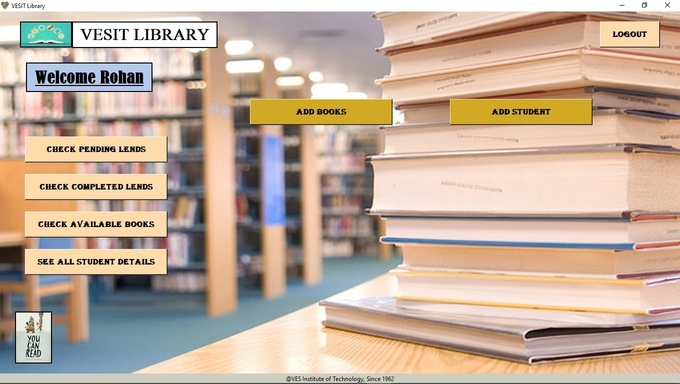 VESIT Library
VESIT LIBRARY
LOGOUT
Welcome Rohan
ADD BOOKS
ADD STUDENT
CHECK PENDING LENDS
CHECK COMPLETED LENDS
CHECK AVAILABLE BOOKS
SEE ALL STUDENT DETAILS
YOU
CAN
READ
@VES Institute of Technology, Since 1962